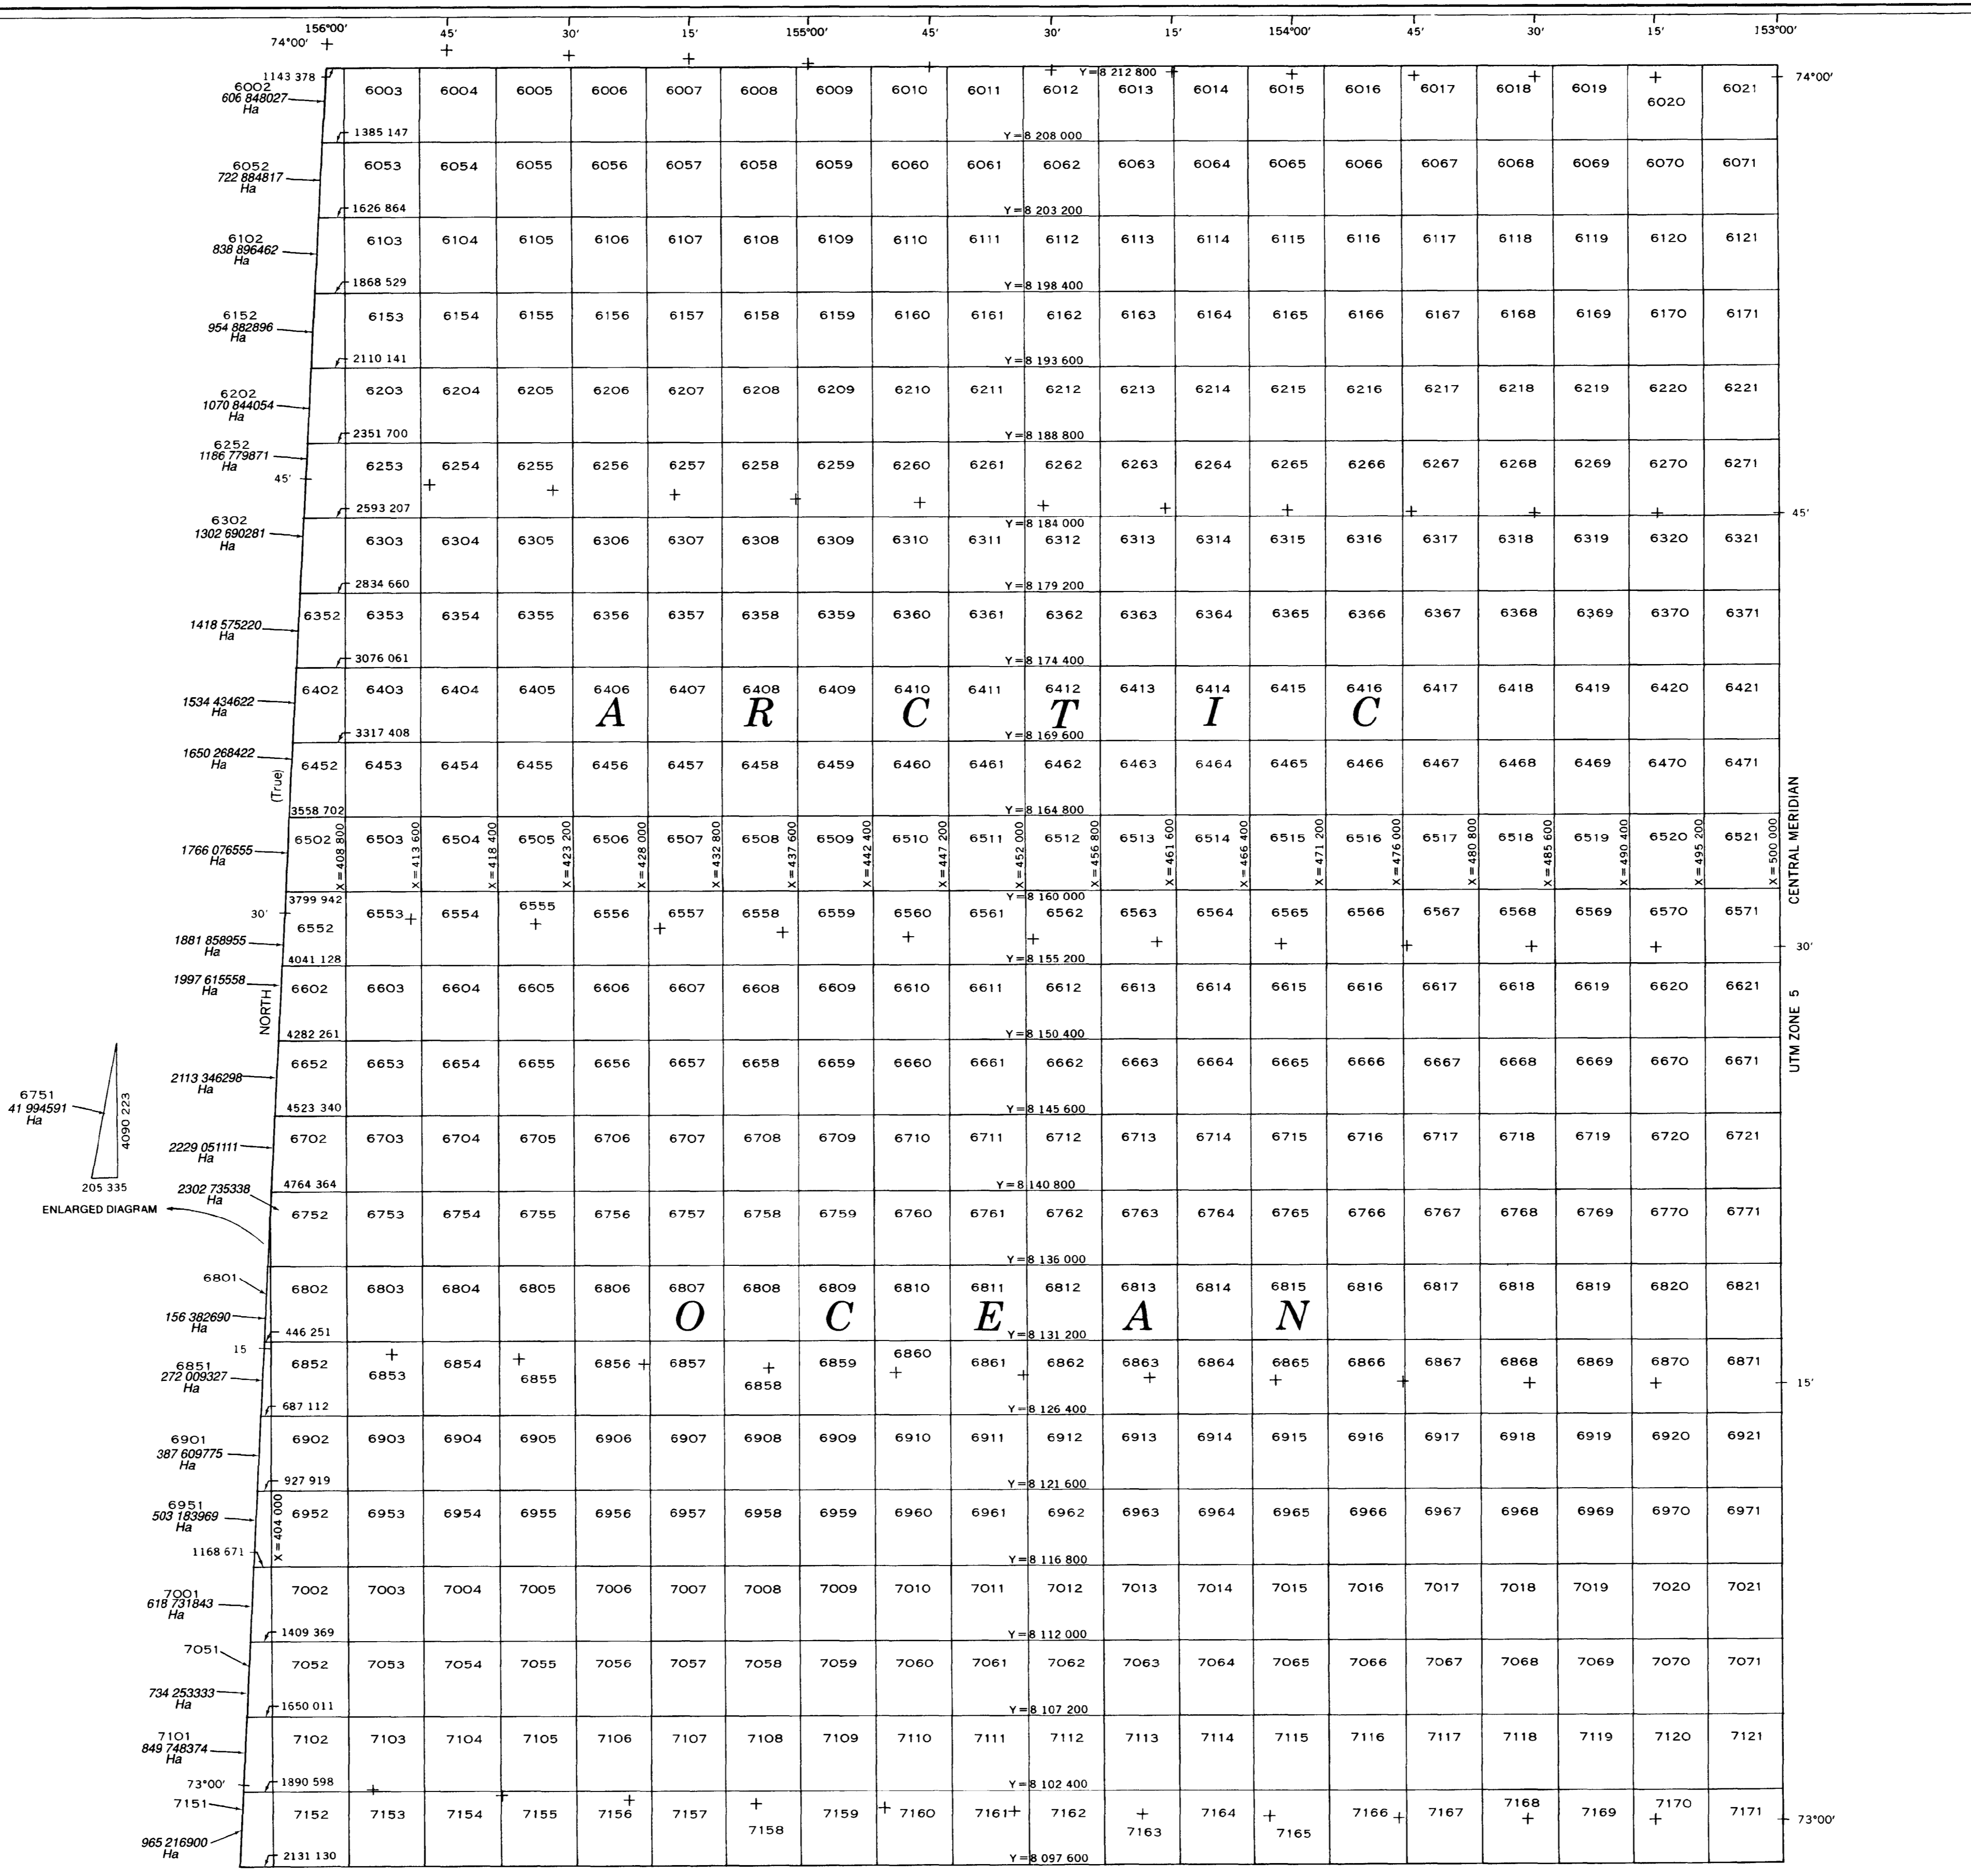 156°00' 45' 30' 15' 155°00' 45' 30' 15' 154°00' 45' 30' 15' 153°00'
74°00'
1143 378 Y=8 212 800 74°00'
6002 6003 6004 6005 6006 6007 6008 6009 6010 6011 6012 6013 6014 6015 6016 6017 6018 6019 6020 6021
606 848027
Ha
1385 147 Y=8 208 000
6052 6053 6054 6055 6056 6057 6058 6059 6060 6061 6062 6063 6064 6065 6066 6067 6068 6069 6070 6071
722 884817
Ha
1626 864 Y=8 203 200
6102 6103 6104 6105 6106 6107 6108 6109 6110 6111 6112 6113 6114 6115 6116 6117 6118 6119 6120 6121
838 896462
Ha
1868 529 Y=8 198 400
6152 6153 6154 6155 6156 6157 6158 6159 6160 6161 6162 6163 6164 6165 6166 6167 6168 6169 6170 6171
954 882896
Ha
2110 141 Y=8 193 600
6202 6203 6204 6205 6206 6207 6208 6209 6210 6211 6212 6213 6214 6215 6216 6217 6218 6219 6220 6221
1070 844054
Ha
2351 700 Y=8 188 800
6252 6253 6254 6255 6256 6257 6258 6259 6260 6261 6262 6263 6264 6265 6266 6267 6268 6269 6270 6271
1186 779871
Ha
45' 45'
2593 207 Y=8 184 000
6302 6303 6304 6305 6306 6307 6308 6309 6310 6311 6312 6313 6314 6315 6316 6317 6318 6319 6320 6321
1302 690281
Ha
2834 660 Y=8 179 200
6352 6353 6354 6355 6356 6357 6358 6359 6360 6361 6362 6363 6364 6365 6366 6367 6368 6369 6370 6371
1418 575220
Ha
3076 061 Y=8 174 400
6402 6403 6404 6405 6406 6407 6408 6409 6410 6411 6412 6413 6414 6415 6416 6417 6418 6419 6420 6421
1534 434622
Ha
A R C T I C
3317 408 Y=8 169 600
1650 268422
Ha
6452 6453 6454 6455 6456 6457 6458 6459 6460 6461 6462 6463 6464 6465 6466 6467 6468 6469 6470 6471
(True)
3558 702 Y=8 164 800
6502 6503 6504 6505 6506 6507 6508 6509 6510 6511 6512 6513 6514 6515 6516 6517 6518 6519 6520 6521
1766 076555
Ha
X=408 800 X=413 600 X=418 400 X=423 200 X=428 000 X=432 800 X=437 600 X=442 400 X=447 200 X=452 000 X=456 800 X=461 600 X=466 400 X=471 200 X=476 000 X=480 800 X=485 600 X=490 400 X=495 200 X=500 000
CENTRAL MERIDIAN
3799 942 Y=8 160 000
30' 30'
6552 6553 6554 6555 6556 6557 6558 6559 6560 6561 6562 6563 6564 6565 6566 6567 6568 6569 6570 6571
1881 858955
Ha
4041 128 Y=8 155 200
1997 615558
Ha
6602 6603 6604 6605 6606 6607 6608 6609 6610 6611 6612 6613 6614 6615 6616 6617 6618 6619 6620 6621
NORTH
UTM ZONE 5
4282 261 Y=8 150 400
6652 6653 6654 6655 6656 6657 6658 6659 6660 6661 6662 6663 6664 6665 6666 6667 6668 6669 6670 6671
2113 346298
Ha
6751
41 994591
Ha
4090 223
205 335
ENLARGED DIAGRAM
4523 340 Y=8 145 600
6702 6703 6704 6705 6706 6707 6708 6709 6710 6711 6712 6713 6714 6715 6716 6717 6718 6719 6720 6721
2229 051111
Ha
4764 364 Y=8 140 800
2302 735338
Ha
6752 6753 6754 6755 6756 6757 6758 6759 6760 6761 6762 6763 6764 6765 6766 6767 6768 6769 6770 6771
Y=8 136 000
6801 6802 6803 6804 6805 6806 6807 6808 6809 6810 6811 6812 6813 6814 6815 6816 6817 6818 6819 6820 6821
156 382690
Ha
O C E A N
446 251 Y=8 131 200
15 15'
6851 6852 6853 6854 6855 6856 6857 6858 6859 6860 6861 6862 6863 6864 6865 6866 6867 6868 6869 6870 6871
272 009327
Ha
687 112 Y=8 126 400
6901 6902 6903 6904 6905 6906 6907 6908 6909 6910 6911 6912 6913 6914 6915 6916 6917 6918 6919 6920 6921
387 609775
Ha
927 919 Y=8 121 600
6951 6952 6953 6954 6955 6956 6957 6958 6959 6960 6961 6962 6963 6964 6965 6966 6967 6968 6969 6970 6971
503 183969
Ha
X=404 000
1168 671 Y=8 116 800
7001 7002 7003 7004 7005 7006 7007 7008 7009 7010 7011 7012 7013 7014 7015 7016 7017 7018 7019 7020 7021
618 731843
Ha
1409 369 Y=8 112 000
7051 7052 7053 7054 7055 7056 7057 7058 7059 7060 7061 7062 7063 7064 7065 7066 7067 7068 7069 7070 7071
734 253333
Ha
1650 011 Y=8 107 200
7101 7102 7103 7104 7105 7106 7107 7108 7109 7110 7111 7112 7113 7114 7115 7116 7117 7118 7119 7120 7121
849 748374
Ha
73°00' 1890 598 Y=8 102 400
7151 7152 7153 7154 7155 7156 7157 7158 7159 7160 7161 7162 7163 7164 7165 7166 7167 7168 7169 7170 7171 73°00'
965 216900
Ha
2131 130 Y=8 097 600